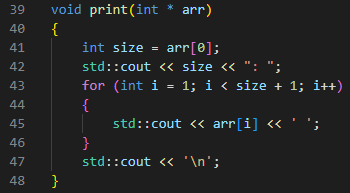 39 void print(int * arr)
40 {
41     int size = arr[0];
42     std::cout << size << ": ";
43     for (int i = 1; i < size + 1; i++)
44     {
45         std::cout << arr[i] << ' ';
46     }
47     std::cout << '\n';
48 }